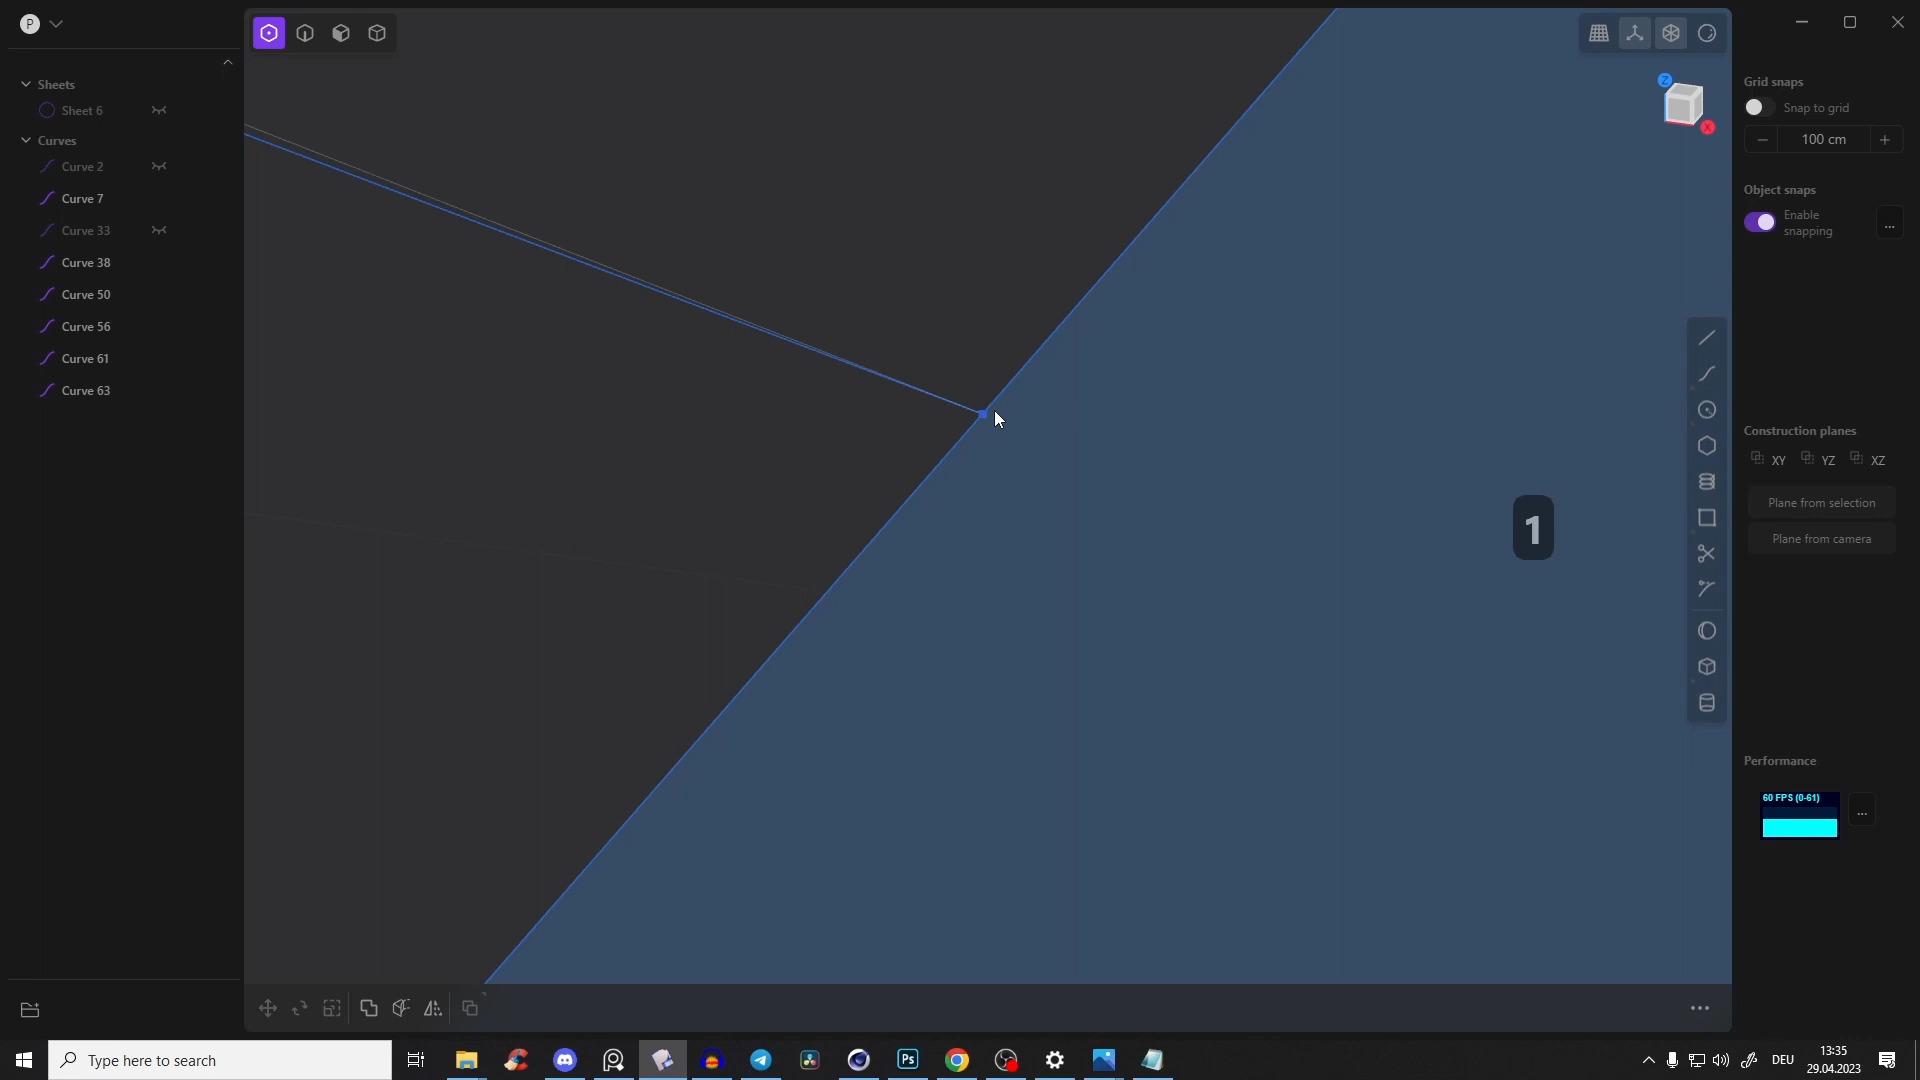 P
Sheets
Sheet 6
Curves
Curve 2
Curve 7
Curve 33
Curve 38
Curve 50
Curve 56
Curve 61
Curve 63
Z
X
1
Grid snaps
Snap to grid
100 cm
Object snaps
Enable
snapping
...
Construction planes
XY YZ XZ
Plane from selection
Plane from camera
Performance
60 FPS (0-61)
...
Type here to search
Ps
DEU
13:35
29.04.2023